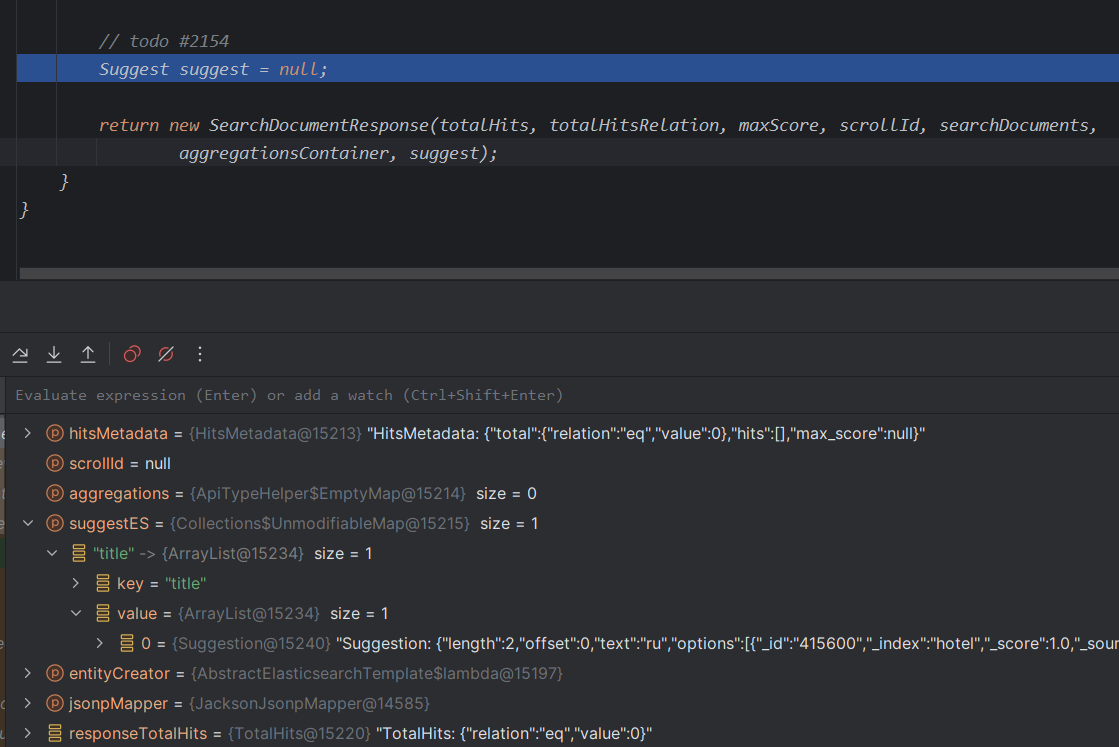 // todo #2154
Suggest suggest = null;
return new SearchDocumentResponse(totalHits, totalHitsRelation, maxScore, scrollId, searchDocuments,
aggregationsContainer, suggest);
}
}
Evaluate expression (Enter) or add a watch (Ctrl+Shift+Enter)
hitsMetadata = {HitsMetadata@15213} "HitsMetadata: {"total":{"relation":"eq","value":0},"hits":[],"max_score":null}"
scrollId = null
aggregations = {ApiTypeHelper$EmptyMap@15214} size = 0
suggestES = {Collections$UnmodifiableMap@15215} size = 1
"title" -> {ArrayList@15234} size = 1
key = "title"
value = {ArrayList@15234} size = 1
0 = {Suggestion@15240} "Suggestion: {"length":2,"offset":0,"text":"ru","options":[{"_id":"415600","_index":"hotel","_score":1.0,"_sour
entityCreator = {AbstractElasticsearchTemplate$lambda@15197}
jsonpMapper = {JacksonJsonpMapper@14585}
responseTotalHits = {TotalHits@15220} "TotalHits: {"relation":"eq","value":0}"